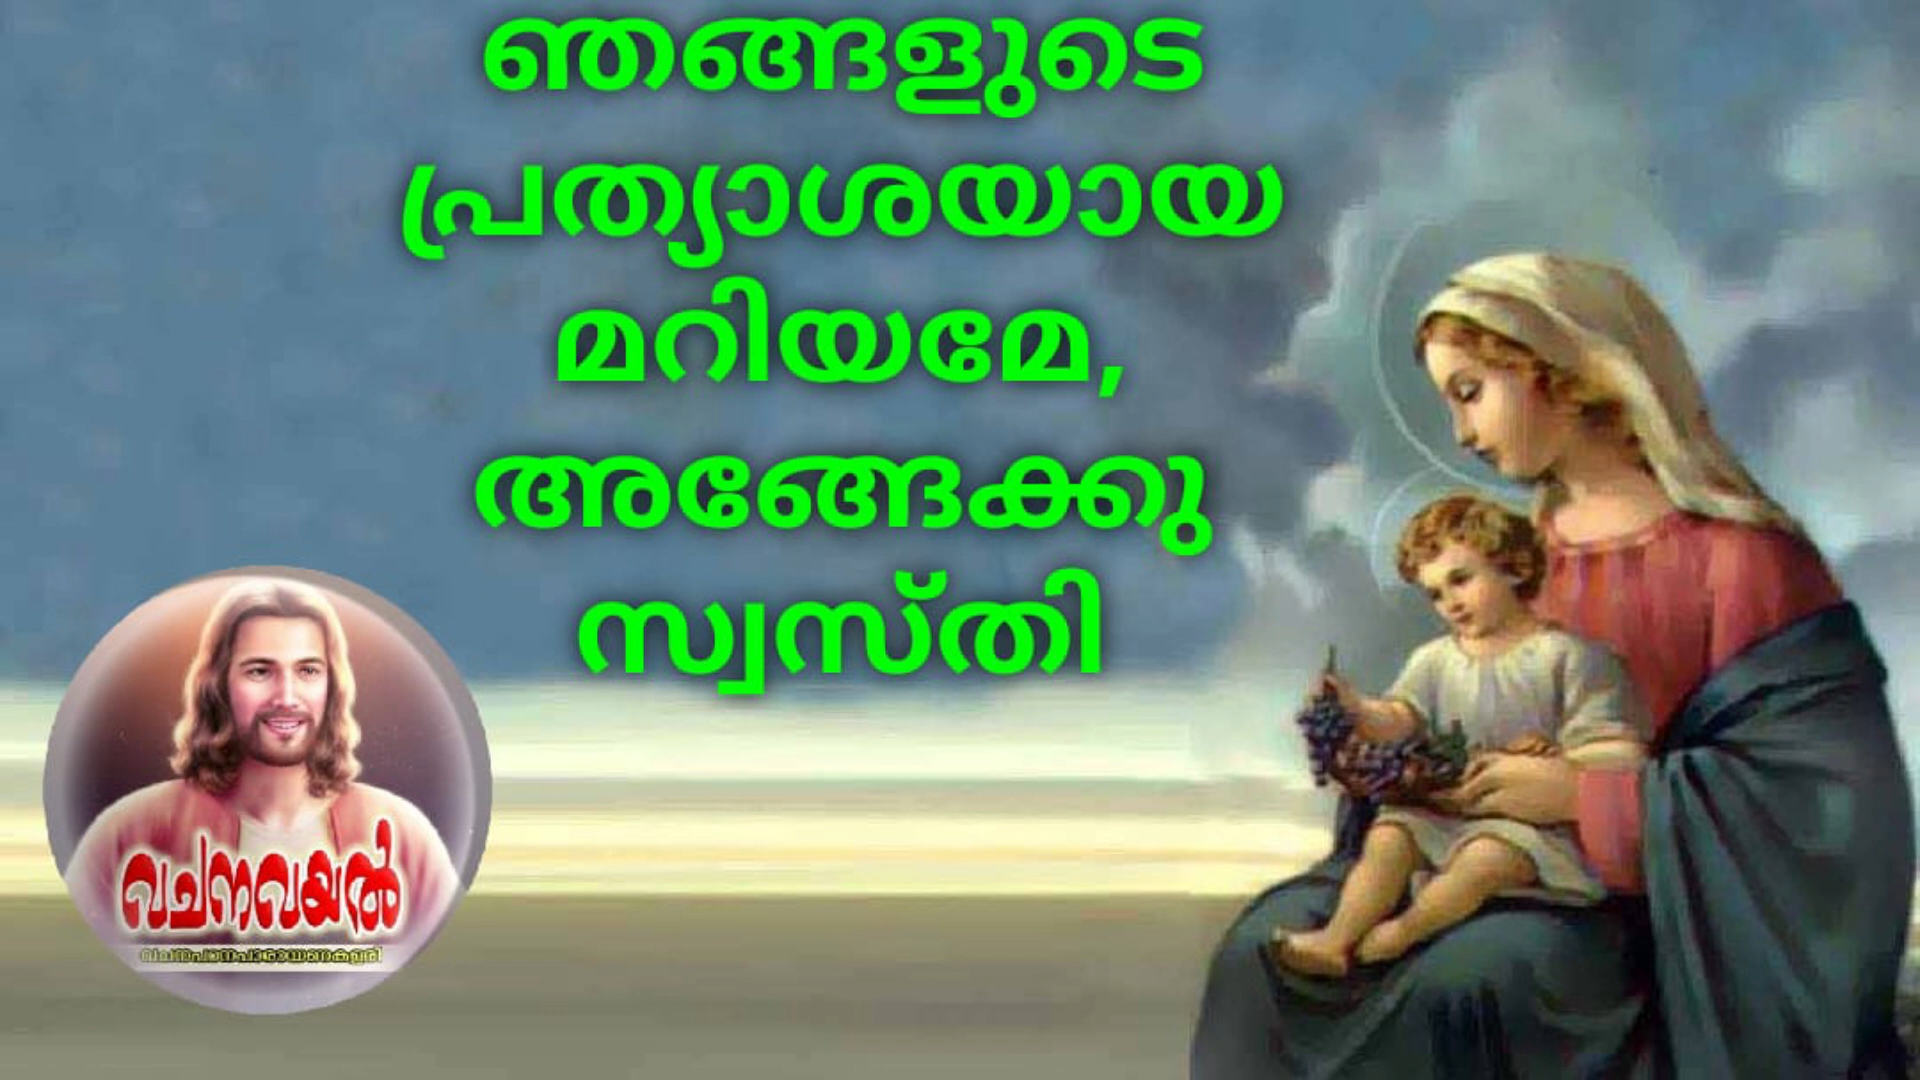 ഞങ്ങളുടെ
പ്രത്യാശയായ
മറിയമേ,
അങ്ങേക്കു
സ്വസ്തി
വചനവയൽ